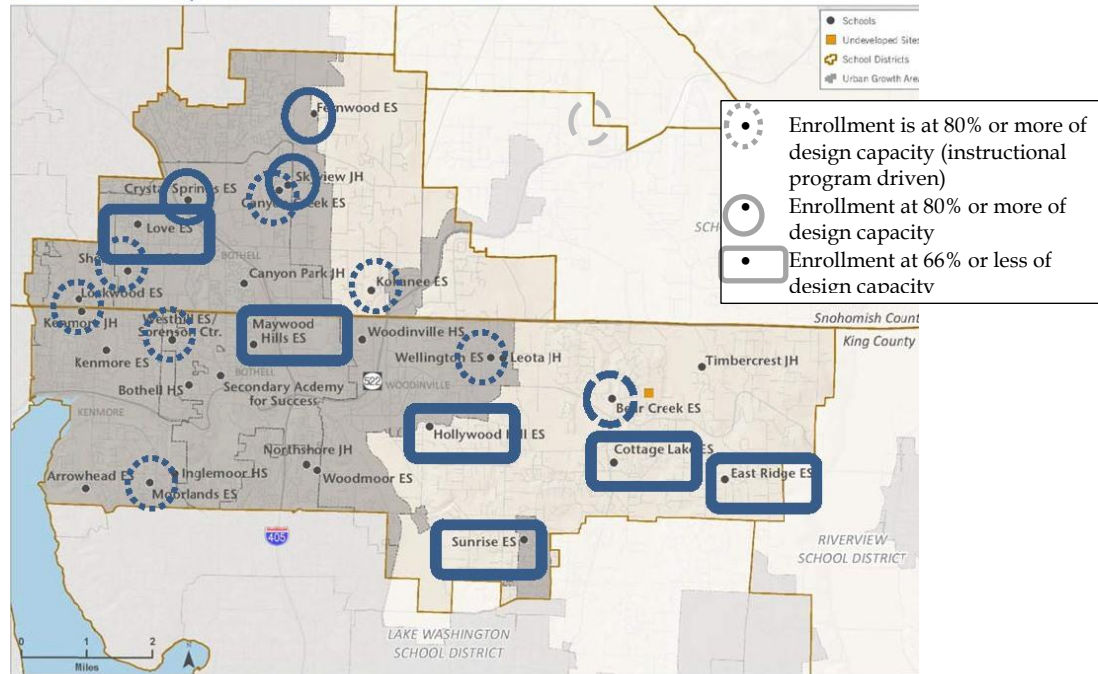 Schools
Undeveloped Sites
School Districts
Urban Growth Area
Enrollment is at 80% or more of
design capacity (instructional
program driven)
Enrollment at 80% or more of
design capacity
Enrollment at 66% or less of
design capacity
Fernwood ES
Skyview JH
Crystal Springs ES
Canyon Creek ES
Love ES
BOTHELL
Canyon Park JH
Kokanee ES
Lockwood ES
Kenmore JH
Westhill ES/
Sorenson Ctr.
Maywood
Hills ES
Woodinville HS
Snohomish Count
King County
Kenmore ES
Wellington ES
Leota JH
Timbercrest JH
BOTHELL
Secondary Academy
for Success
522
WOODINVILLE
Bothell HS
Bear Creek ES
KENMORE
Hollywood Hill ES
Cottage Lake ES
Northshore JH
East Ridge ES
Arrowhead ES
Inglemoor HS
Woodmoor ES
Moorlands ES
405
Sunrise ES
RIVERVIEW
SCHOOL DISTRICT
LAKE WASHINGTON
SCHOOL DISTRICT
0 1 2
Miles